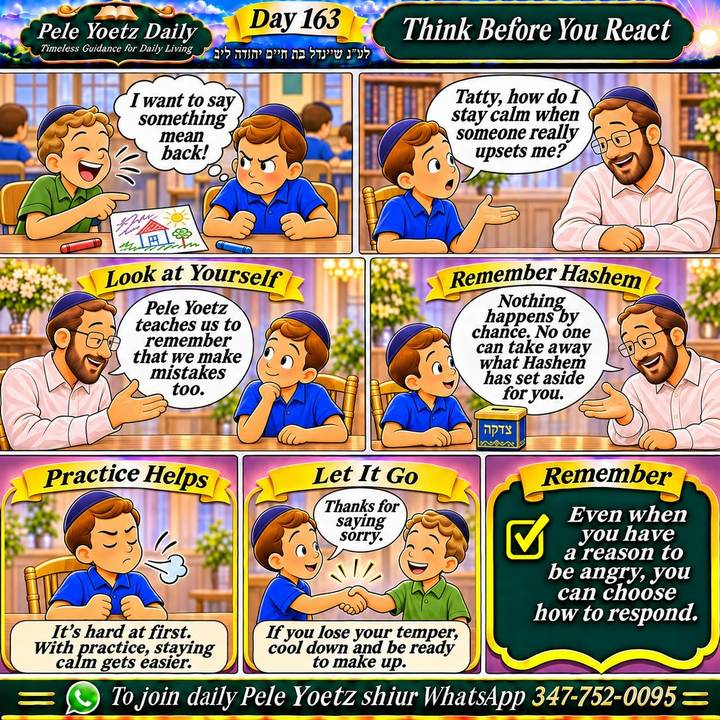 Pele Yoetz Daily
Timeless Guidance for Daily Living
Day 163
לע"נ שיינדל בת חיים יהודה ליב
Think Before You React
I want to say
something
mean
back!
Tatty, how do I
stay calm when
someone really
upsets me?
Look at Yourself
Pele Yoetz
teaches us to
remember
that we make
mistakes
too.
Remember Hashem
Nothing
happens by
chance. No one
can take away
what Hashem
has set aside
for you.
צדקה
Practice Helps
It's hard at first.
With practice, staying
calm gets easier.
Let It Go
Thanks for
saying
sorry.
If you lose your temper,
cool down and be ready
to make up.
Remember
Even when
you have
a reason to
be angry, you
can choose
how to respond.
To join daily Pele Yoetz shiur WhatsApp 347-752-0095